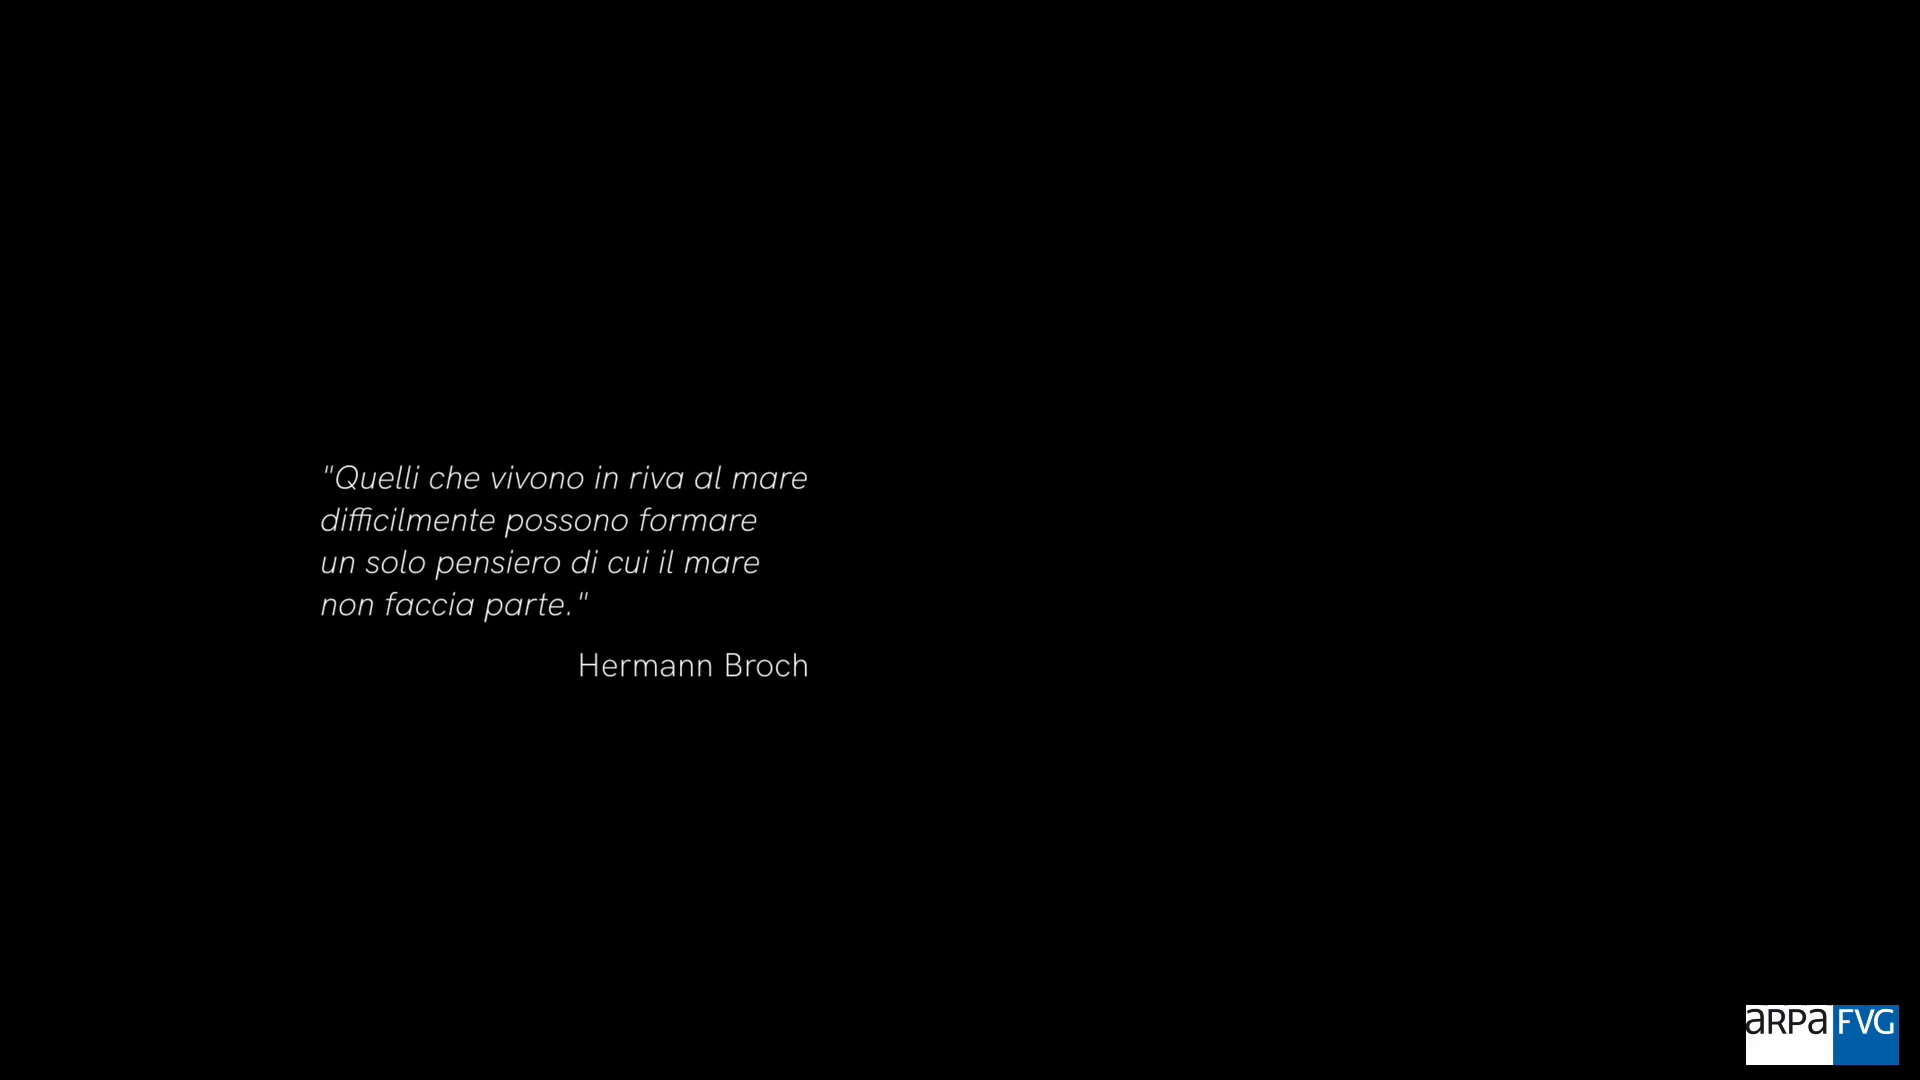 "Quelli che vivono in riva al mare
difficilmente possono formare
un solo pensiero di cui il mare
non faccia parte."
Hermann Broch
aRPa FVG